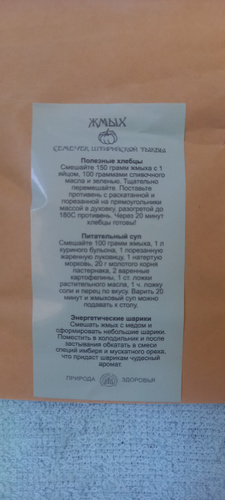 ЖМЫХ
СЕМЕЧЕК ШТИРИЙСКОЙ ТЫКВЫ
Полезные хлебцы
Смешайте 150 грамм жмыха с 1
яйцом, 100 граммами сливочного
масла и зеленью. Тщательно
перемешайте. Поставьте
противень с раскатанной и
порезанной на прямоугольники
массой в духовку, разогретой до
180С противень. Через 20 минут
хлебцы готовы!
Питательный суп
Смешайте 100 грамм жмыха, 1 л
куриного бульона, 1 порезанную
жаренную луковицу, 1 натертую
морковь, 20 г молотого корня
пастернака, 2 варенные
картофелины, 1 ст. ложки
растительного масла, 1 ч. ложку
соли и перец по вкусу. Варить 20
минут и жмыховый суп можно
подавать к столу.
Энергетические шарики
Смешать жмых с медом и
сформировать небольшие шарики.
Поместить в холодильник и после
застывания обкатать в смеси
специй имбиря и мускатного ореха,
что придаст шарикам чудесный
аромат.
ПРИРОДА ЗДОРОВЬЯ